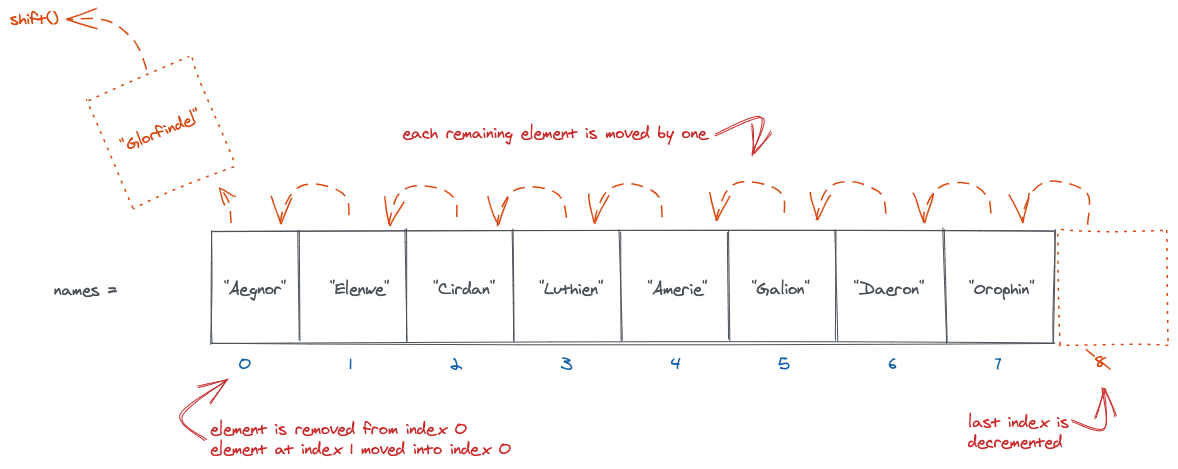 shift()
"Glorfindel"
each remaining element is moved by one
names =
"Aegnor" "Elenwe" "Cirdan" "Luthien" "Amerie" "Galion" "Daeron" "Orophin"
0 1 2 3 4 5 6 7 8
element is removed from index 0
element at index 1 moved into index 0
last index is
decremented